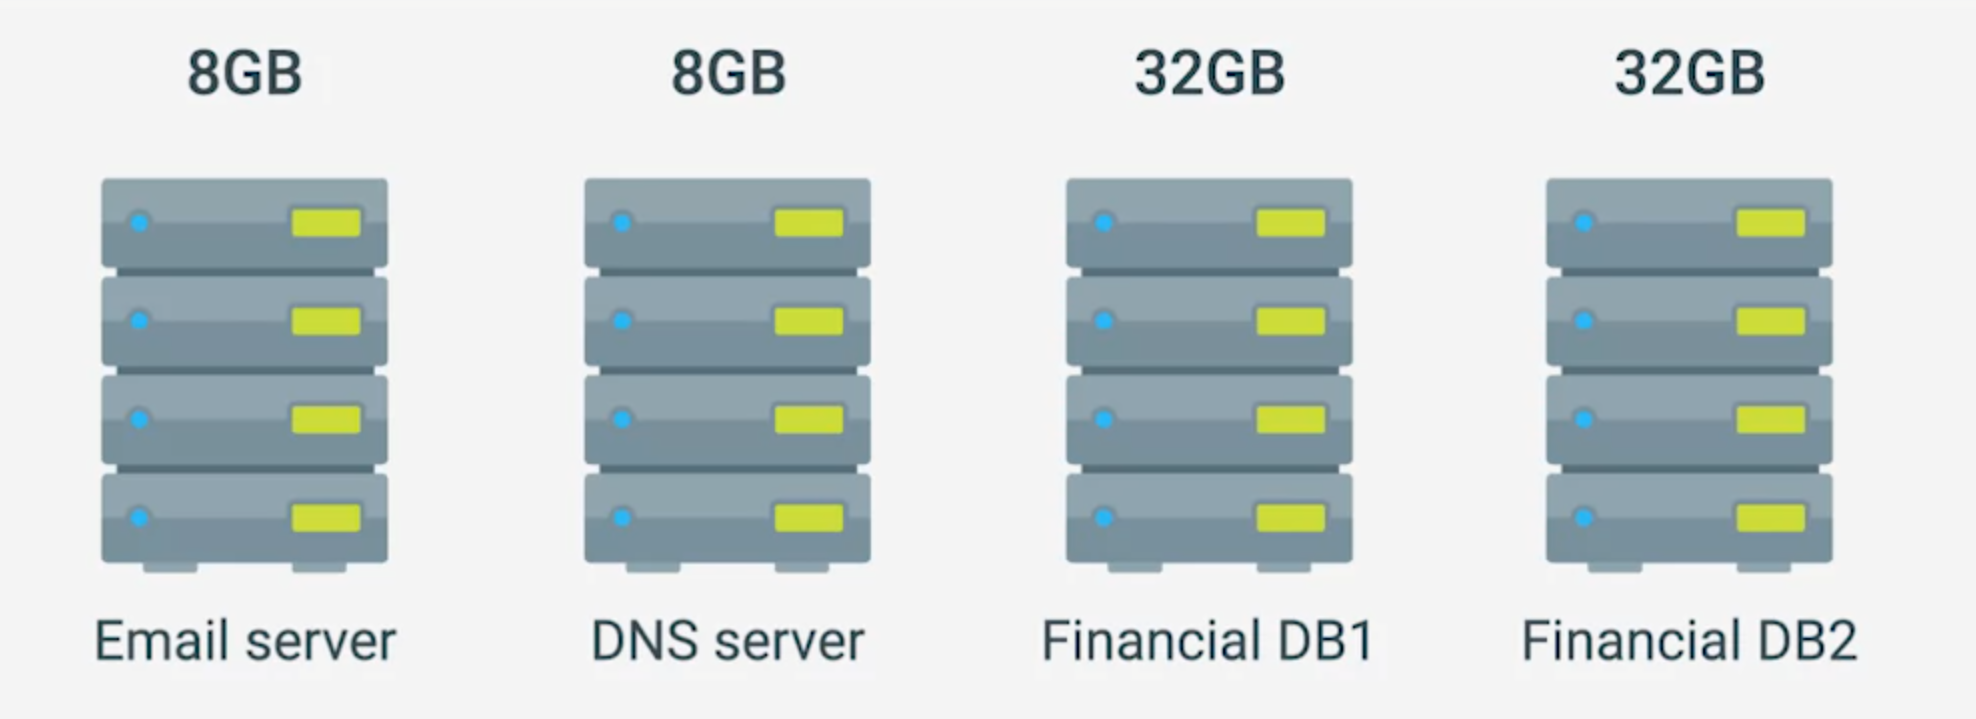 8GB
8GB
32GB
32GB
Email server
DNS server
Financial DB1
Financial DB2